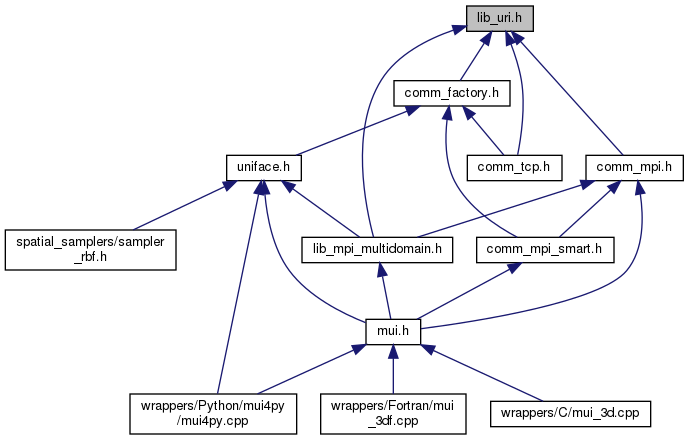 lib_uri.h
comm_factory.h
uniface.h
comm_tcp.h
comm_mpi.h
spatial_samplers/sampler
_rbf.h
lib_mpi_multidomain.h
comm_mpi_smart.h
mui.h
wrappers/Python/mui4py
/mui4py.cpp
wrappers/Fortran/mui
_3df.cpp
wrappers/C/mui_3d.cpp